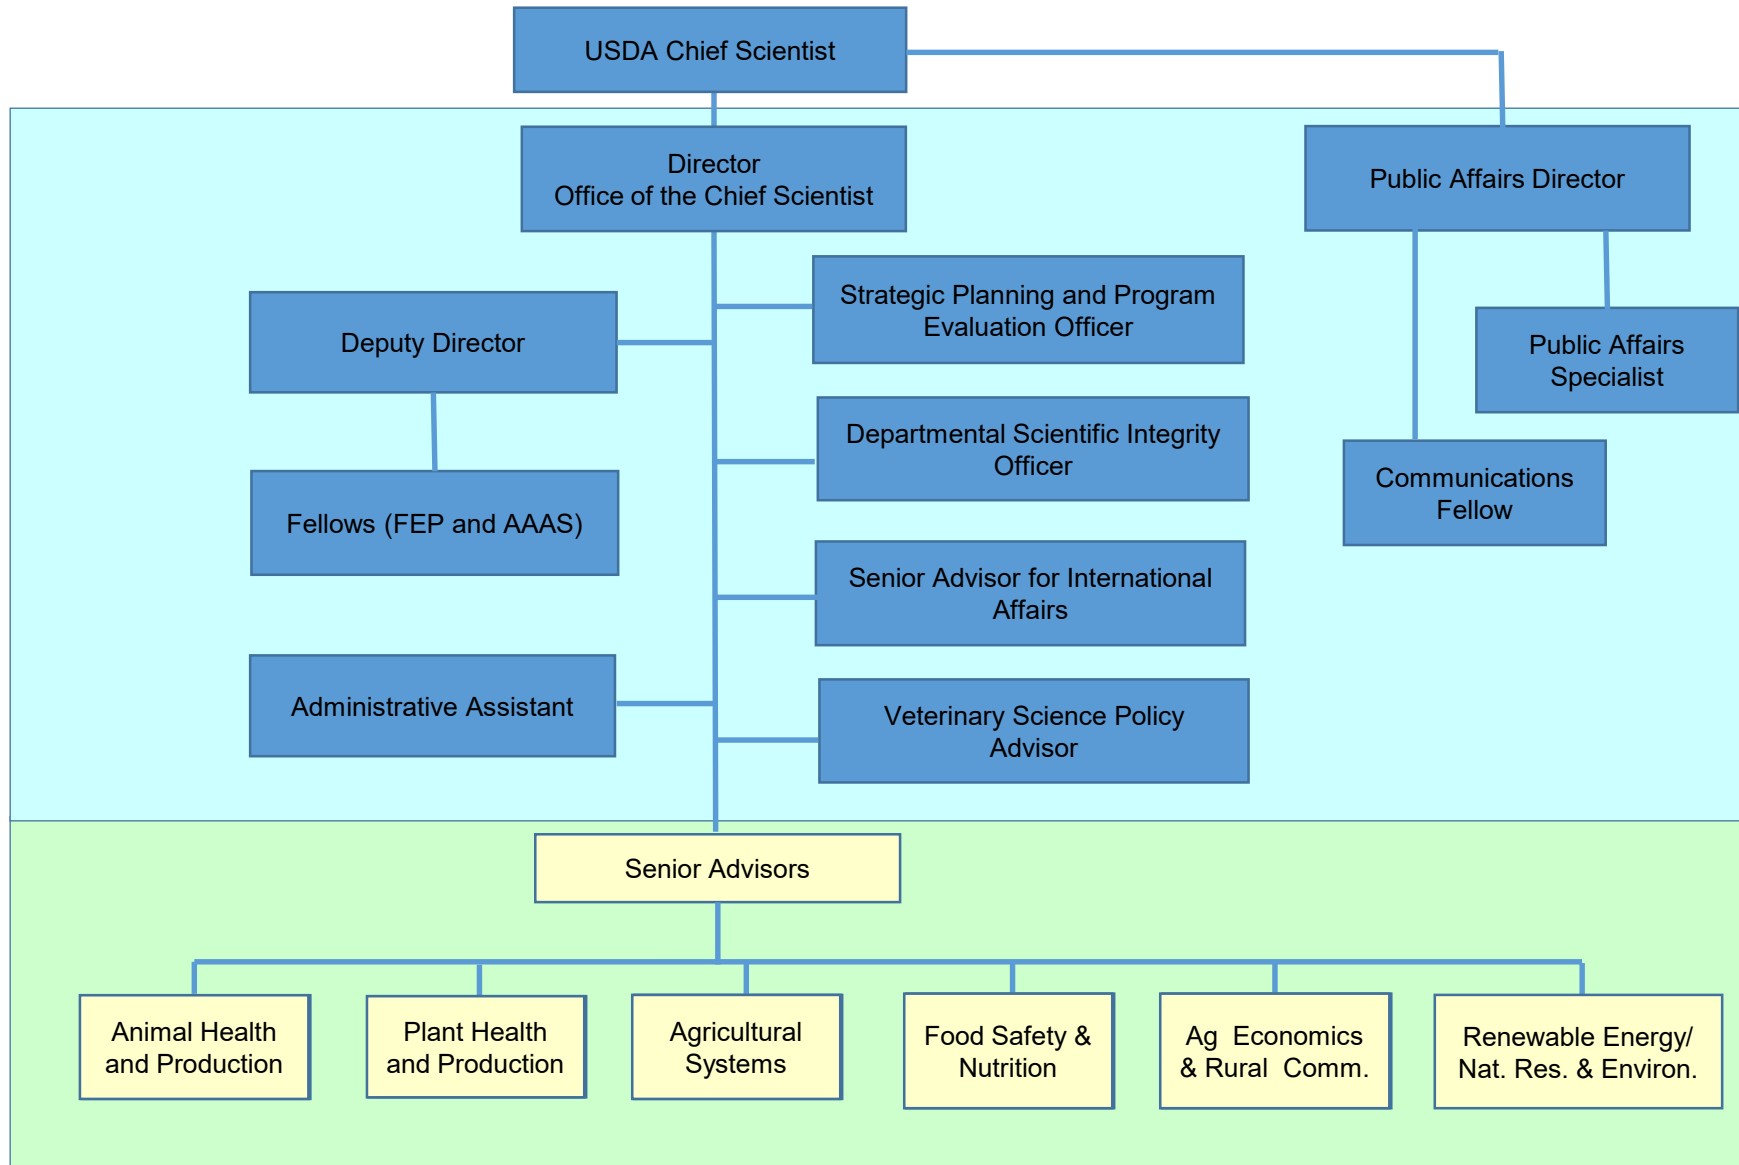 USDA Chief Scientist
Director
Office of the Chief Scientist
Public Affairs Director
Strategic Planning and Program
Evaluation Officer
Deputy Director
Public Affairs
Specialist
Departmental Scientific Integrity
Officer
Communications
Fellow
Fellows (FEP and AAAS)
Senior Advisor for International
Affairs
Administrative Assistant
Veterinary Science Policy
Advisor
Senior Advisors
Animal Health
and Production
Plant Health
and Production
Agricultural
Systems
Food Safety &
Nutrition
Ag Economics
& Rural Comm.
Renewable Energy/
Nat. Res. & Environ.